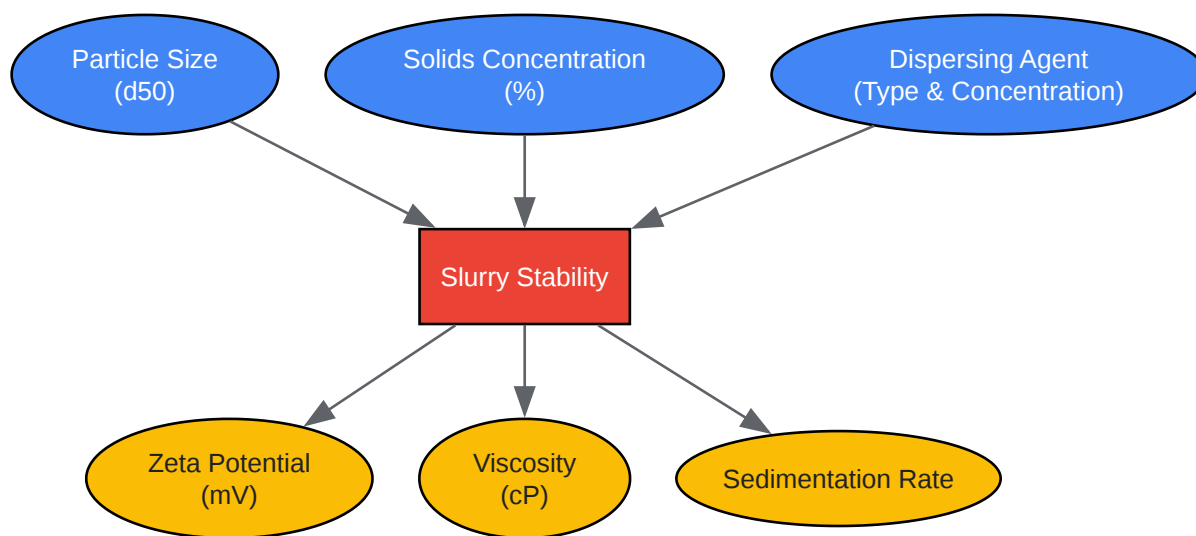 Particle Size
(d50)
Solids Concentration
(%)
Dispersing Agent
(Type & Concentration)
Slurry Stability
Zeta Potential
(mV)
Viscosity
(cP)
Sedimentation Rate